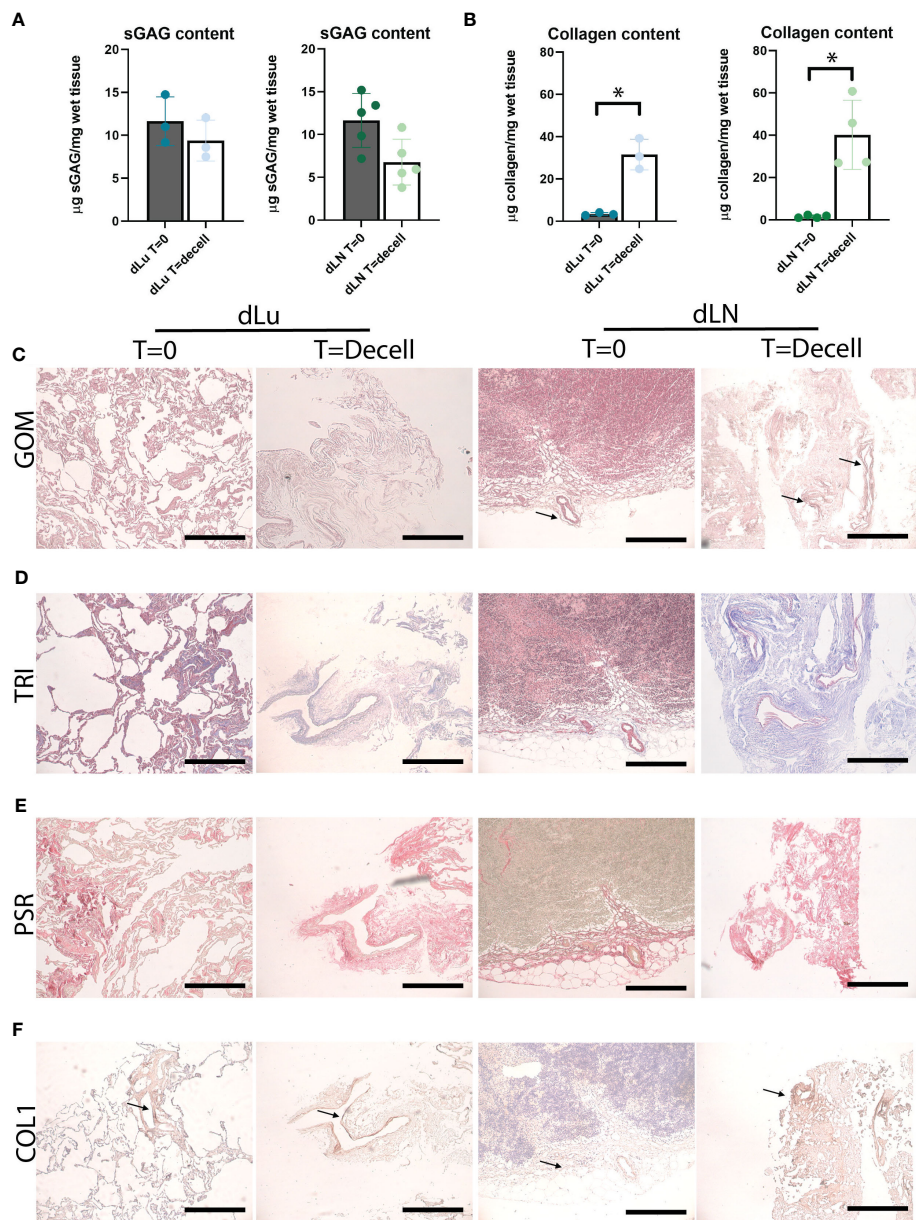 A
B
sGAG content
sGAG content
Collagen content
Collagen content
μg sGAG/mg wet tissue
20
15
10
5
0
dLu T=0
dLu T=decell
μg sGAG/mg wet tissue
20
15
10
5
0
dLN T=0
dLN T=decell
μg collagen/mg wet tissue
80
60
40
20
0
*
dLu T=0
dLu T=decell
μg collagen/mg wet tissue
80
60
40
20
0
*
dLN T=0
dLN T=decell
dLu
dLN
T=0
T=Decell
T=0
T=Decell
C
GOM
D
TRI
E
PSR
F
COL1